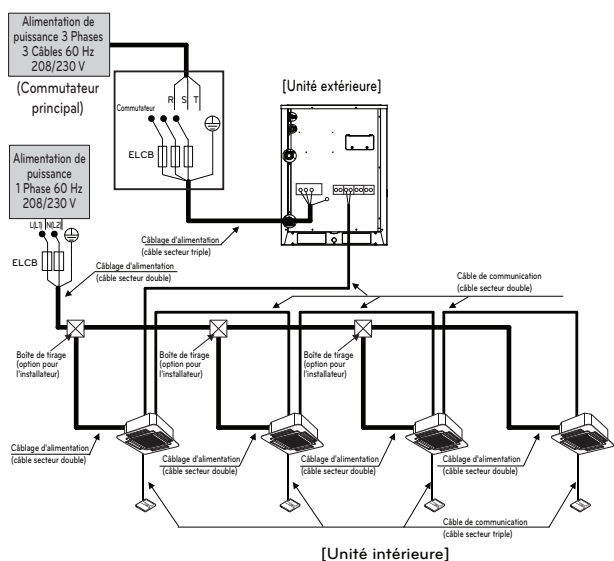 Alimentation de
puissance 3 Phases
3 Câbles 60 Hz
208/230 V
(Commutateur
principal)
R S T
Commutateur
ELCB
[Unité extérieure]
Alimentation de
puissance
1 Phase 60 Hz
208/230 V
L(L1) N(L2)
ELCB
Câblage d'alimentation
(câble secteur double)
Câblage d'alimentation
(câble secteur triple)
Câble de communication
(câble secteur double)
Boîte de tirage
(option pour
l'installateur)
Boîte de tirage
(option pour
l'installateur)
Boîte de tirage
(option pour
l'installateur)
Câblage d'alimentation
(câble secteur double)
Câblage d'alimentation
(câble secteur double)
Câblage d'alimentation
(câble secteur double)
Câblage d'alimentation
(câble secteur double)
Câble de communication
(câble secteur triple)
[Unité intérieure]